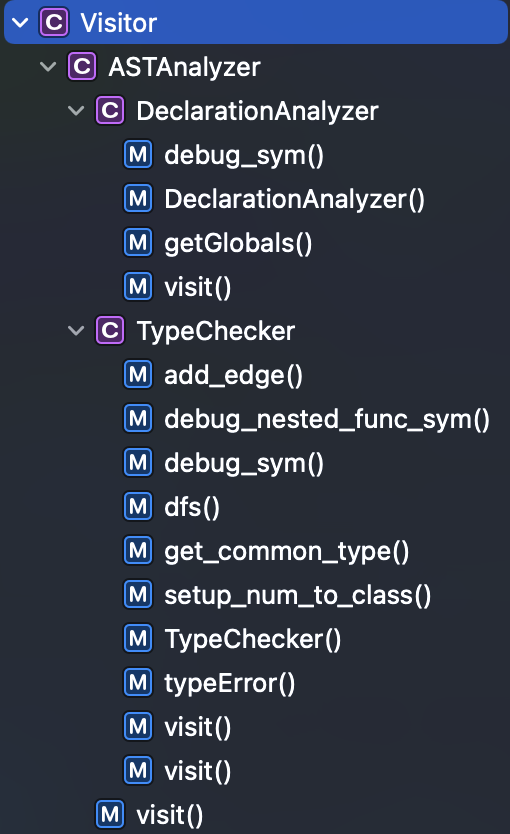 C Visitor
C ASTAnalyzer
C DeclarationAnalyzer
M debug_sym()
M DeclarationAnalyzer()
M getGlobals()
M visit()
C TypeChecker
M add_edge()
M debug_nested_func_sym()
M debug_sym()
M dfs()
M get_common_type()
M setup_num_to_class()
M TypeChecker()
M typeError()
M visit()
M visit()
M visit()